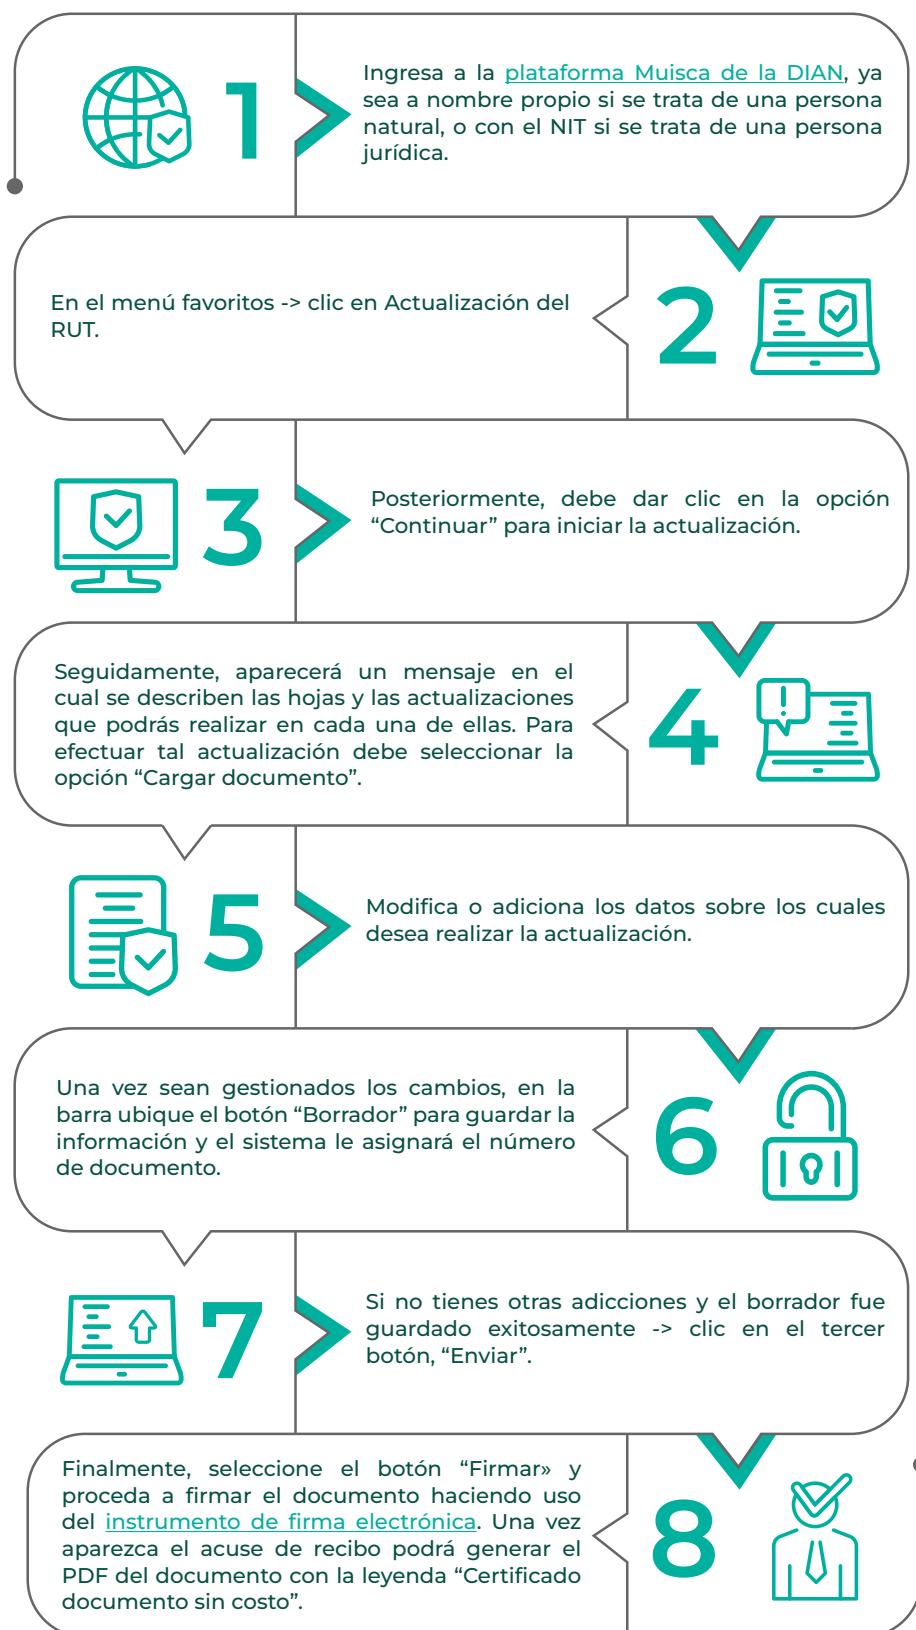 1
Ingresa a la plataforma Muisca de la DIAN, ya
sea a nombre propio si se trata de una persona
natural, o con el NIT si se trata de una persona
jurídica.
En el menú favoritos -> clic en Actualización del
RUT.
2
3
Posteriormente, debe dar clic en la opción
“Continuar” para iniciar la actualización.
Seguidamente, aparecerá un mensaje en el
cual se describen las hojas y las actualizaciones
que podrás realizar en cada una de ellas. Para
efectuar tal actualización debe seleccionar la
opción “Cargar documento”.
4
5
Modifica o adiciona los datos sobre los cuales
desea realizar la actualización.
Una vez sean gestionados los cambios, en la
barra ubique el botón “Borrador” para guardar la
información y el sistema le asignará el número
de documento.
6
7
Si no tienes otras adicciones y el borrador fue
guardado exitosamente -> clic en el tercer
botón, “Enviar”.
Finalmente, seleccione el botón “Firmar» y
proceda a firmar el documento haciendo uso
del instrumento de firma electrónica. Una vez
aparezca el acuse de recibo podrá generar el
PDF del documento con la leyenda “Certificado
documento sin costo”.
8